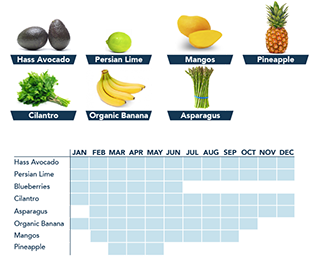 Hass Avocado Persian Lime Mangos Pineapple
Cilantro Organic Banana Asparagus
JAN FEB MAR APR MAY JUN JUL AUG SEP OCT NOV DEC
Hass Avocado
Persian Lime
Blueberries
Cilantro
Asparagus
Organic Banana
Mangos
Pineapple